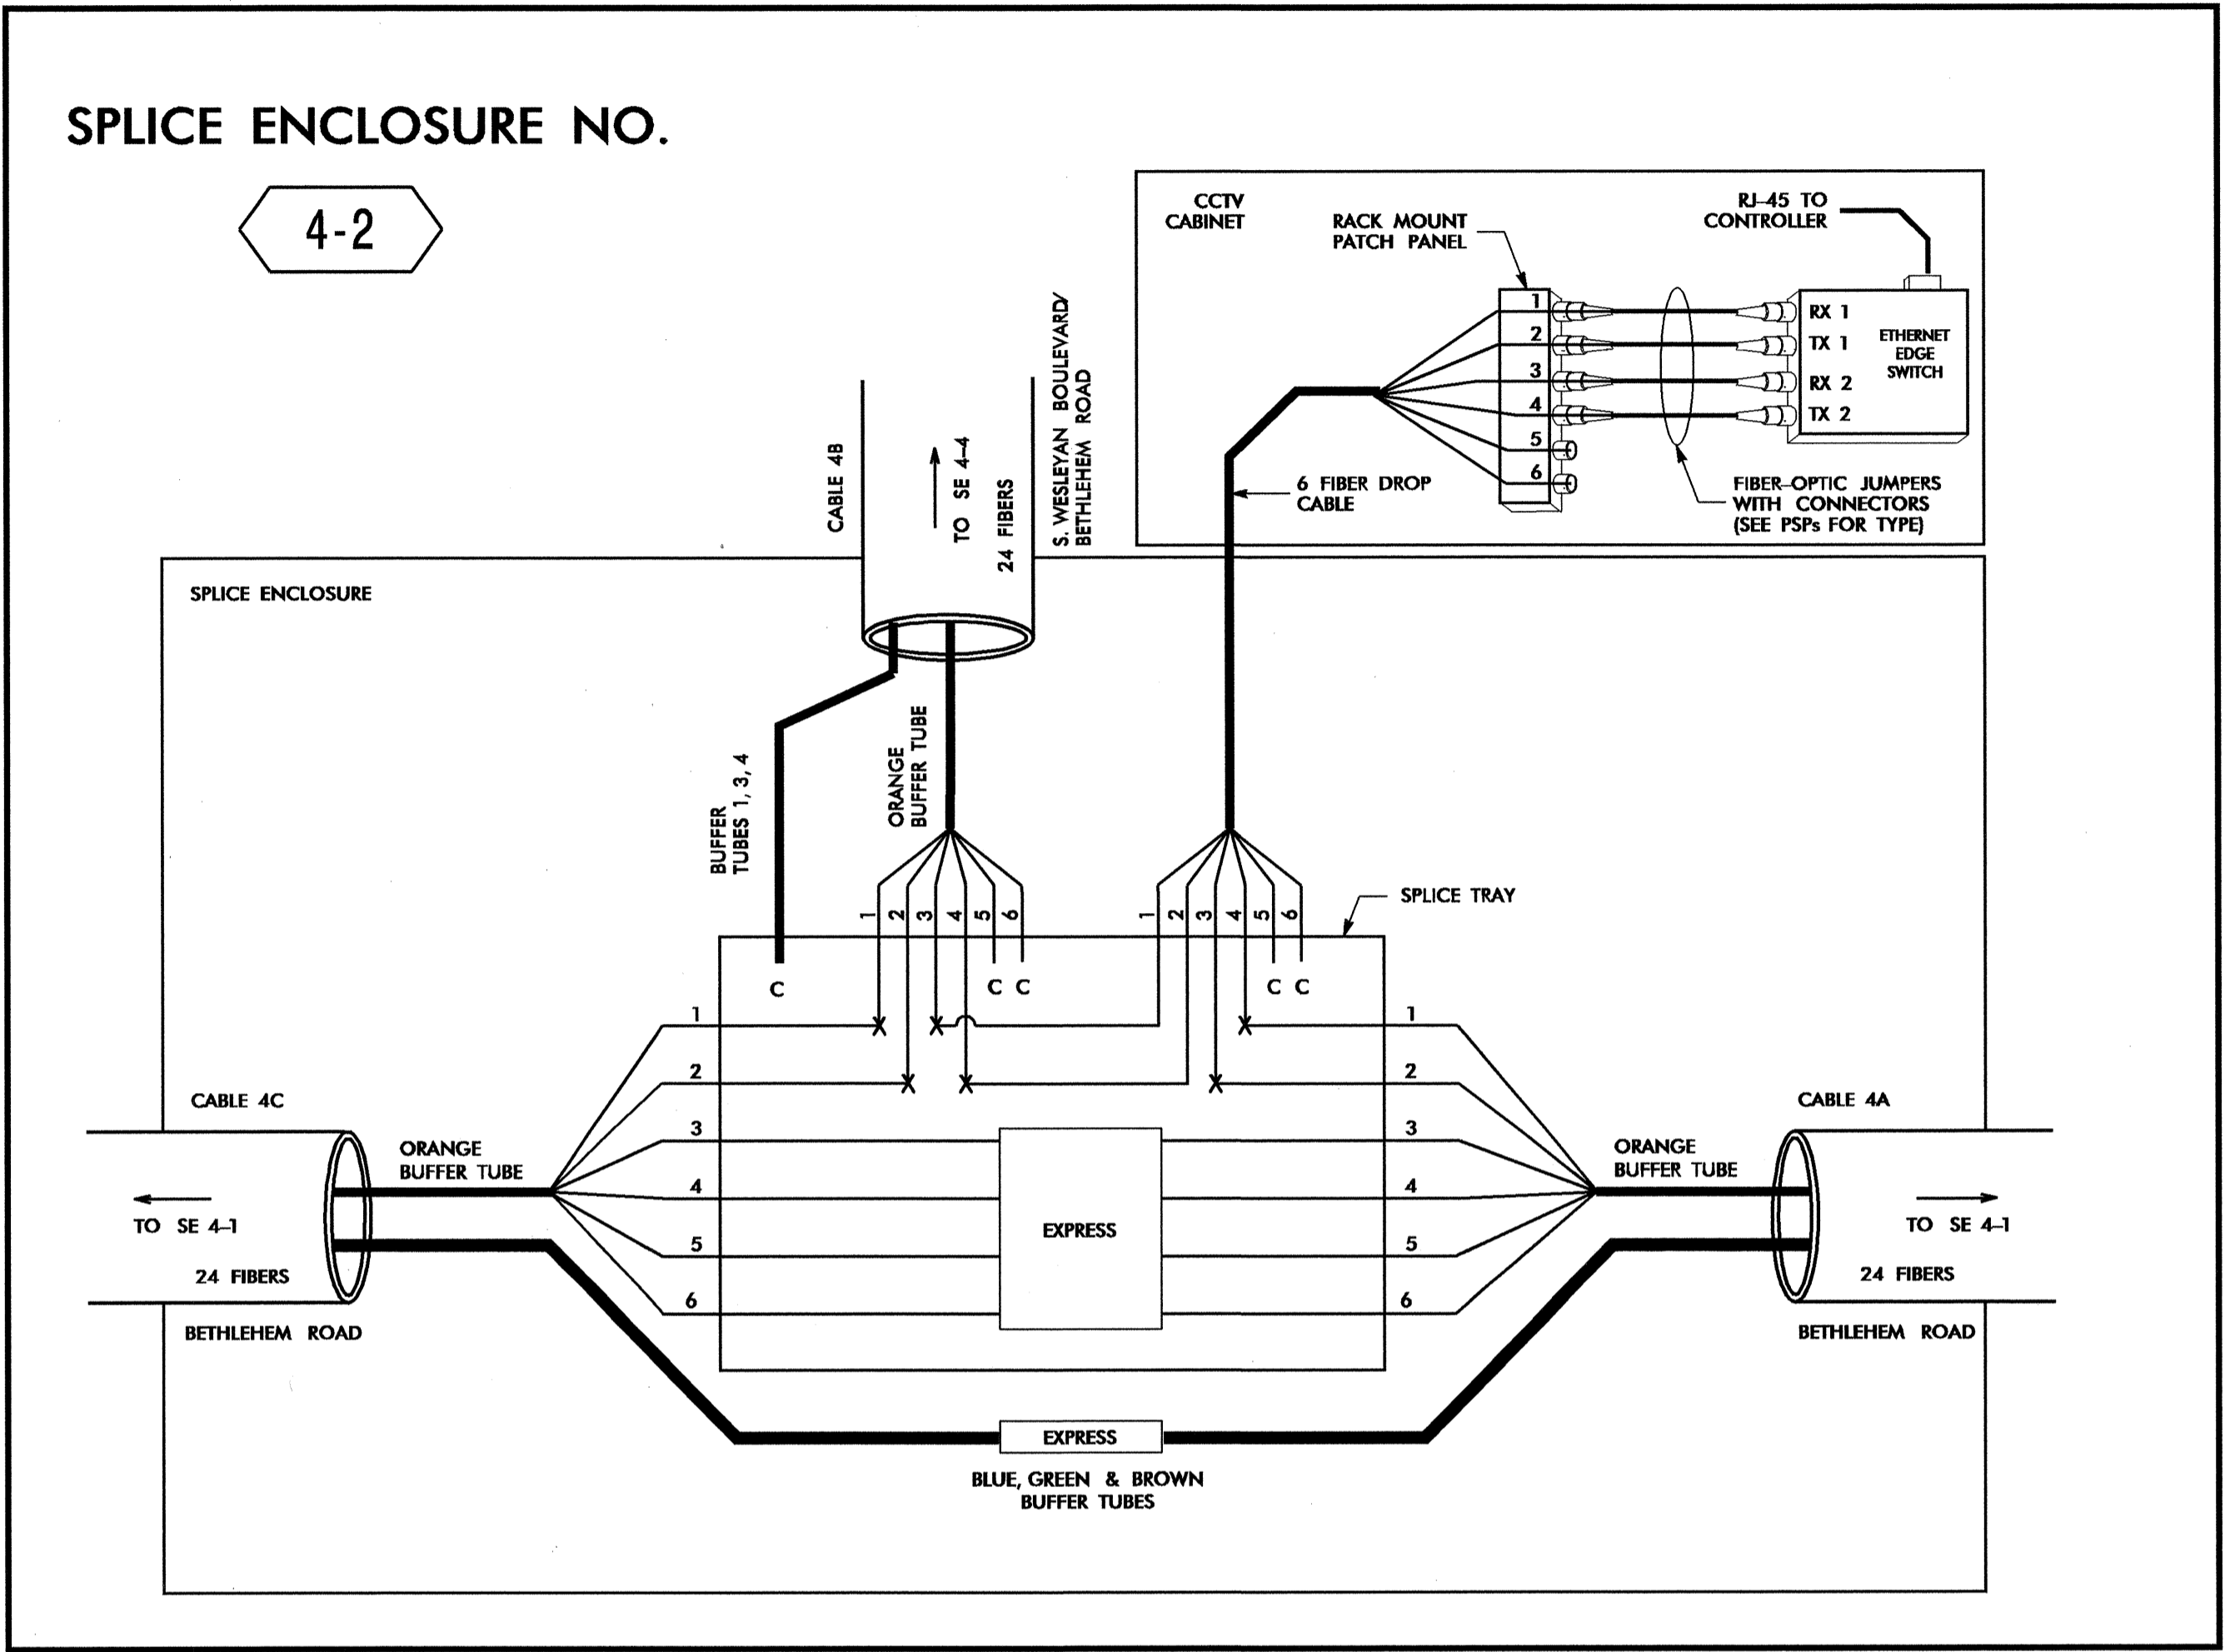 SPLICE ENCLOSURE NO.
4-2
CCTV
CABINET
RACK MOUNT
PATCH PANEL
RJ-45 TO
CONTROLLER
1
2
3
4
5
6
RX 1
TX 1
RX 2
TX 2
ETHERNET
EDGE
SWITCH
6 FIBER DROP
CABLE
FIBER-OPTIC JUMPERS
WITH CONNECTORS
(SEE PSPs FOR TYPE)
CABLE 4B
TO SE 4-4
24 FIBERS
S. WESLEYAN BOULEVARD/
BETHLEHEM ROAD
SPLICE ENCLOSURE
BUFFER
TUBES 1, 3, 4
ORANGE
BUFFER TUBE
1
2
3
4
5
6
1
2
3
4
5
6
SPLICE TRAY
C
C C
C C
1
2
3
4
5
6
1
2
3
4
5
6
EXPRESS
CABLE 4C
ORANGE
BUFFER TUBE
TO SE 4-1
24 FIBERS
BETHLEHEM ROAD
CABLE 4A
ORANGE
BUFFER TUBE
TO SE 4-1
24 FIBERS
BETHLEHEM ROAD
EXPRESS
BLUE, GREEN & BROWN
BUFFER TUBES